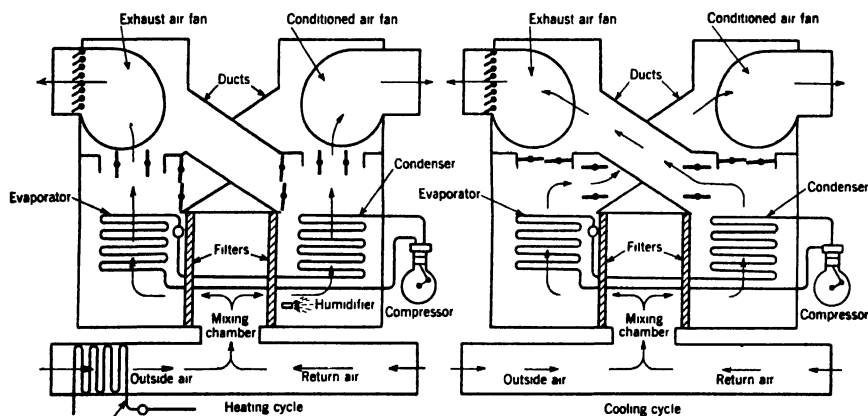 Exhaust air fan
Conditioned air fan
Ducts
Condenser
Evaporator
Filters
Humidifier
Mixing
chamber
Compressor
Outside air
Return air
Heating cycle
Exhaust air fan
Conditioned air fan
Ducts
Condenser
Evaporator
Filters
Mixing
chamber
Compressor
Outside air
Return air
Cooling cycle